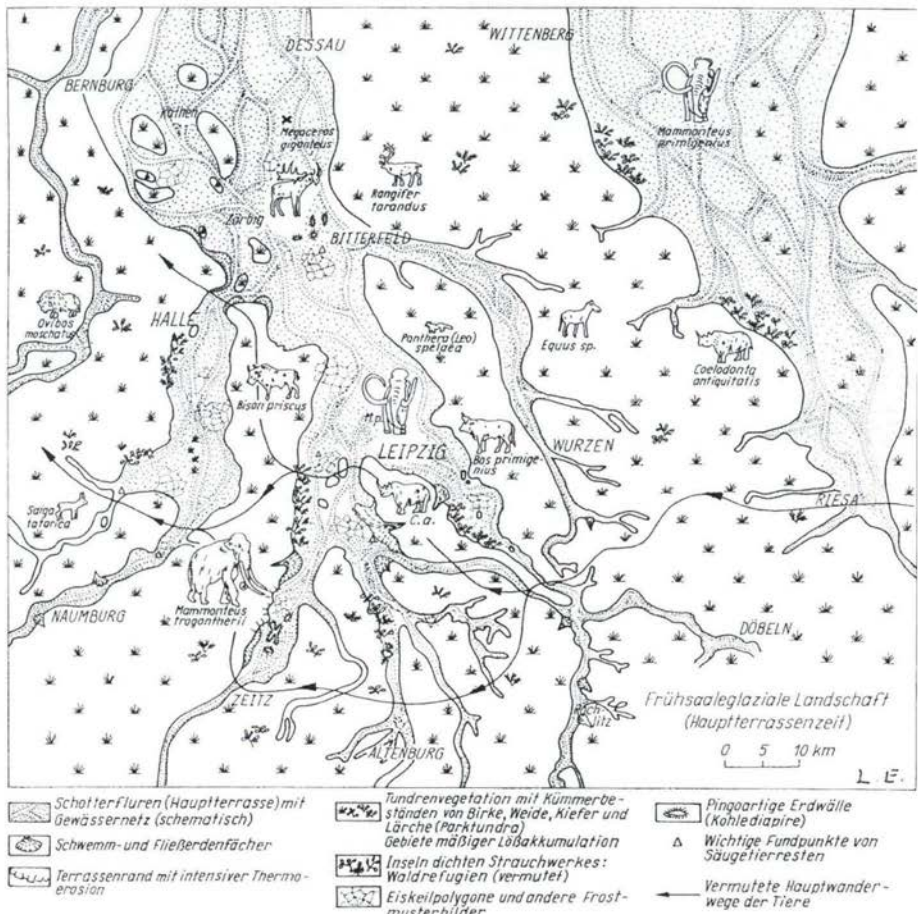 DESSAU
WITTENBERG
BERNBURG
Köthen
Megaceros
giganteus
Mammonteus
primigenius
Rangifer
tarandus
Zörbig
BITTERFELD
Ovibos
moschatus
HALLE
Panthera (Leo)
spelaea
Equus sp.
Coelodonta
antiquitatis
Bison priscus
M.p.
LEIPZIG
Bos primige-
nius
WURZEN
C.a.
RIESA
Saiga
tatarica
Mammonteus
trogontherii
NAUMBURG
DÖBELN
ZEITZ
ALTENBURG
Frühsaaleglaziale Landschaft
(Hauptterrassenzeit)
0 5 10 km
L. E.
Schotterfluren (Hauptterrasse) mit
Gewässernetz (schematisch)
Schwemm- und Fließerdenfächer
Terrassenrand mit intensiver Thermo-
erosion
Tundrenvegetation mit Kümmerbe-
ständen von Birke, Weide, Kiefer und
Lärche (Parktundra)
Gebiete mäßiger Lößakkumulation
Inseln dichten Strauchwerkes:
Waldrefugien (vermutet)
Eiskeilpolygone und andere Frost-
musterbilder
Pingoartige Erdwälle
(Kohlediapire)
Wichtige Fundpunkte von
Säugetierresten
Vermutete Hauptwander-
wege der Tiere